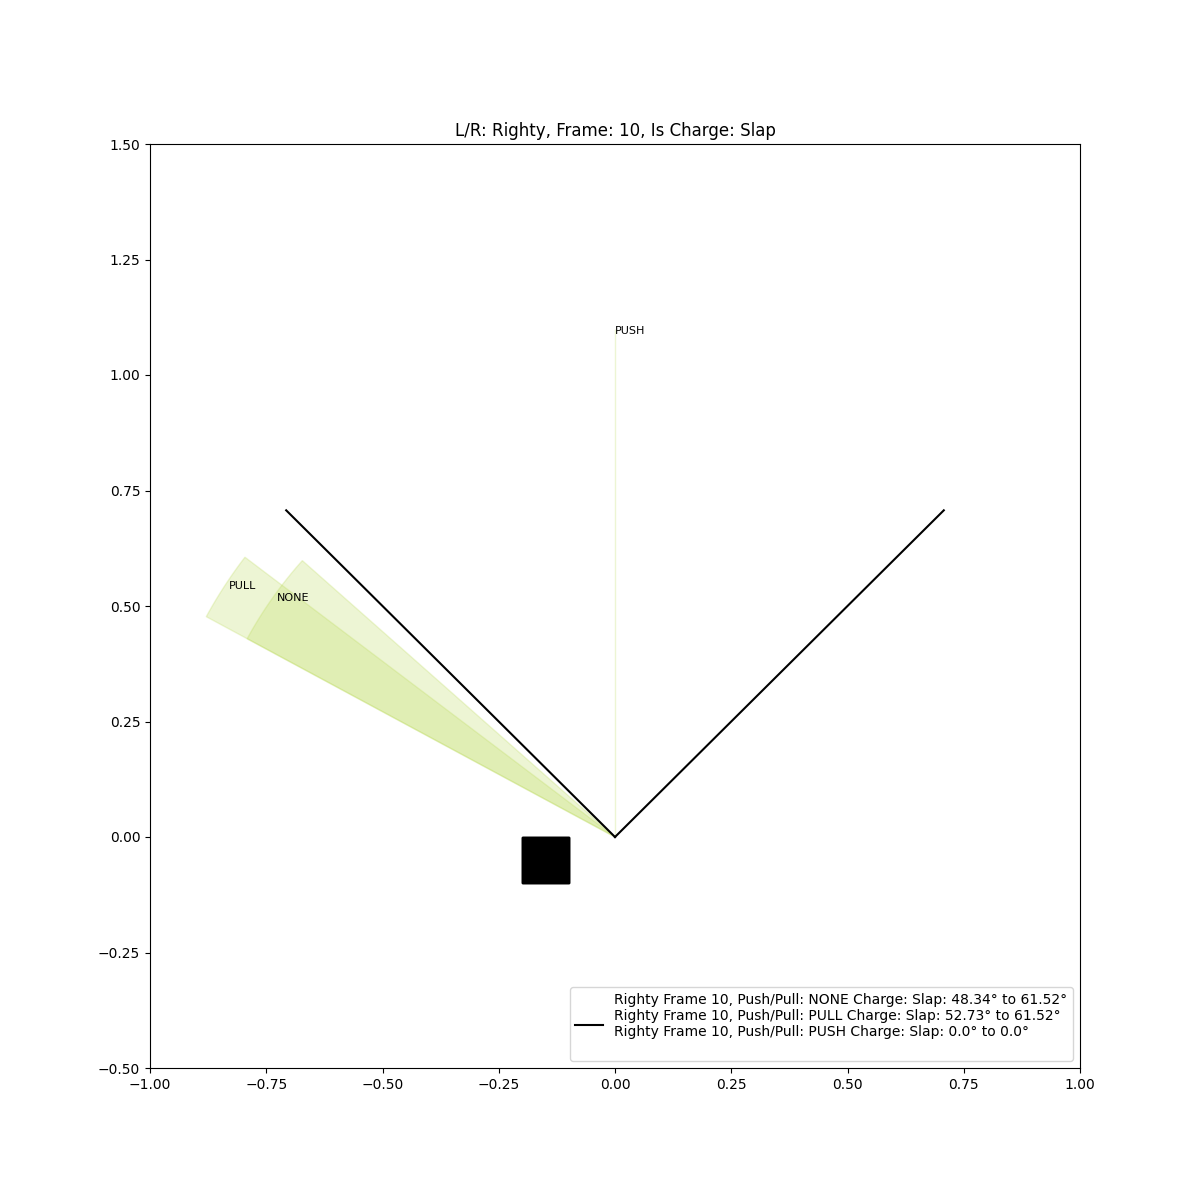 L/R: Righty, Frame: 10, Is Charge: Slap
1.50
1.25
PUSH
1.00
0.75
PULL
NONE
0.50
0.25
0.00
−0.25
Righty Frame 10, Push/Pull: NONE Charge: Slap: 48.34° to 61.52°
Righty Frame 10, Push/Pull: PULL Charge: Slap: 52.73° to 61.52°
Righty Frame 10, Push/Pull: PUSH Charge: Slap: 0.0° to 0.0°
−0.50
−1.00 −0.75 −0.50 −0.25 0.00 0.25 0.50 0.75 1.00